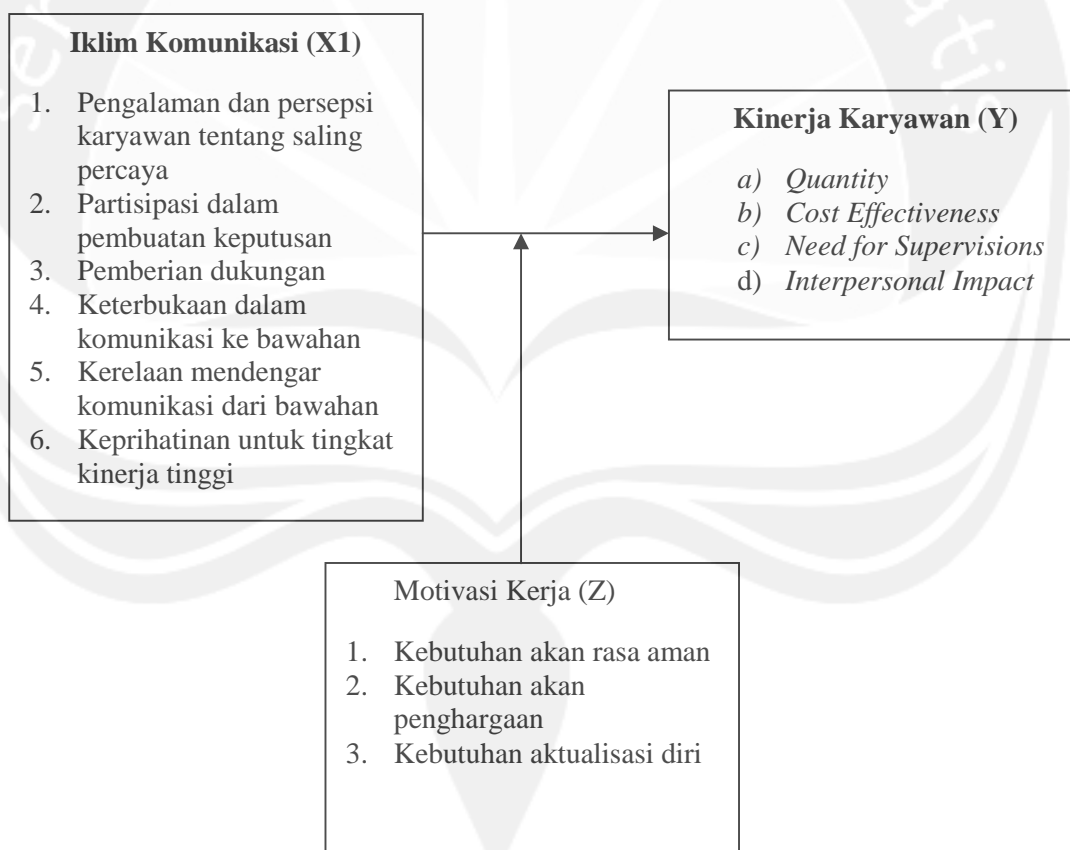 Iklim Komunikasi (X1)
1. Pengalaman dan persepsi
karyawan tentang saling
percaya
2. Partisipasi dalam
pembuatan keputusan
3. Pemberian dukungan
4. Keterbukaan dalam
komunikasi ke bawahan
5. Kerelaan mendengar
komunikasi dari bawahan
6. Keprihatinan untuk tingkat
kinerja tinggi
Kinerja Karyawan (Y)
a) Quantity
b) Cost Effectiveness
c) Need for Supervisions
d) Interpersonal Impact
Motivasi Kerja (Z)
1. Kebutuhan akan rasa aman
2. Kebutuhan akan
penghargaan
3. Kebutuhan aktualisasi diri